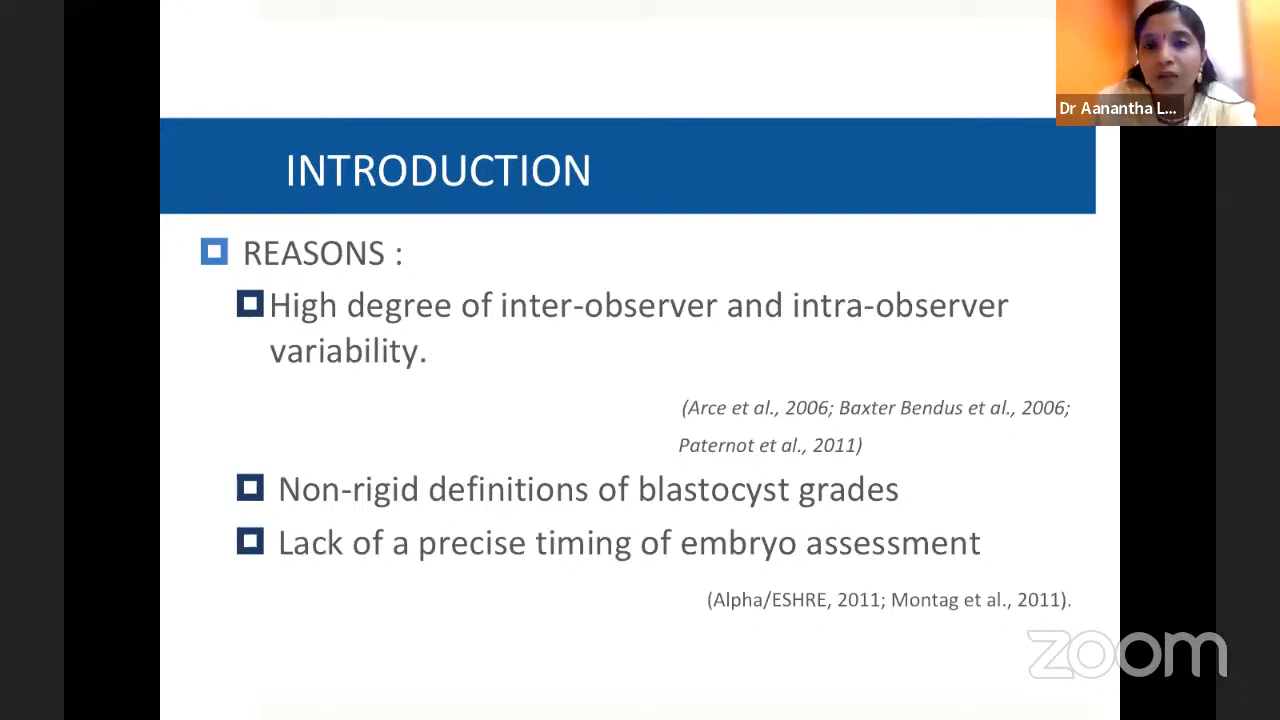 Dr Aanantha L...
INTRODUCTION
REASONS :
High degree of inter-observer and intra-observer
variability.
(Arce et al., 2006; Baxter Bendus et al., 2006;
Paternot et al., 2011)
Non-rigid definitions of blastocyst grades
Lack of a precise timing of embryo assessment
(Alpha/ESHRE, 2011; Montag et al., 2011).
zoom